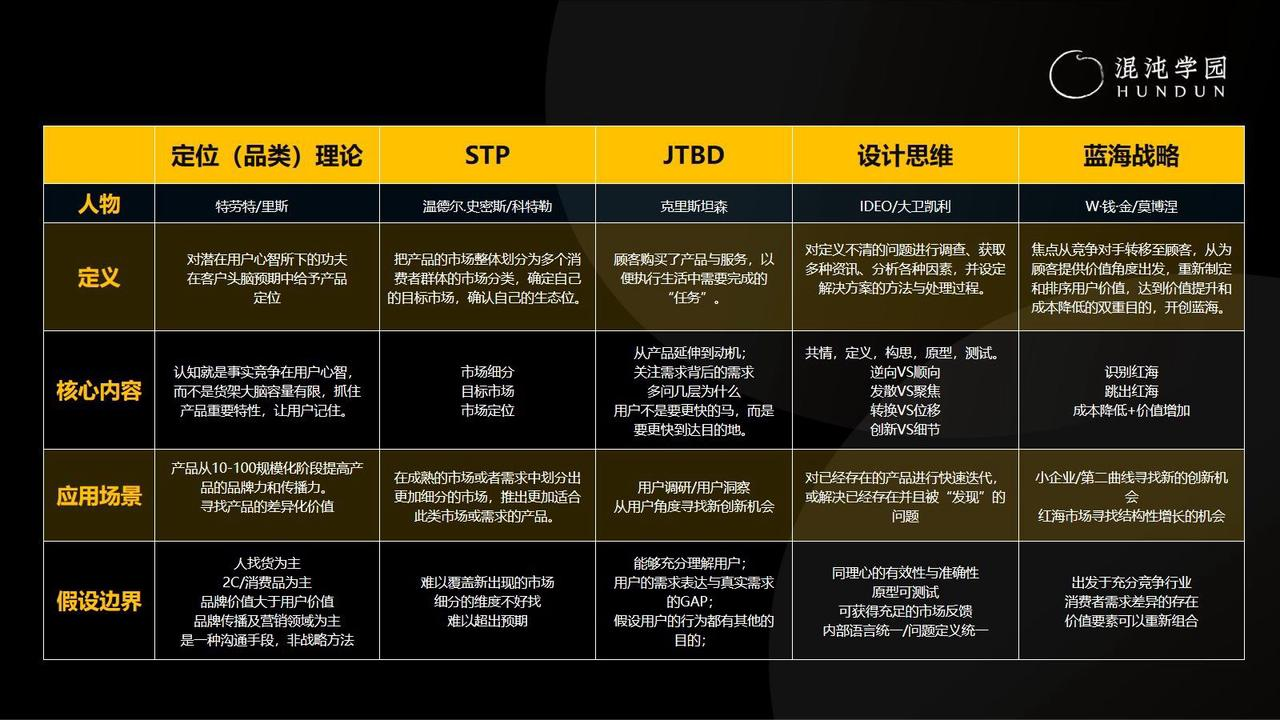 混沌学园
HUNDUN
定位（品类）理论
STP
JTBD
设计思维
蓝海战略
人物
特劳特/里斯
温德尔.史密斯/科特勒
克里斯坦森
IDEO/大卫凯利
W·钱·金/莫博涅
定义
对潜在用户心智所下的功夫
在客户头脑预期中给予产品
定位
把产品的市场整体划分为多个消
费者群体的市场分类，确定自己
的目标市场，确认自己的生态位。
顾客购买了产品与服务，以
便执行生活中需要完成的
“任务”。
对定义不清的问题进行调查、获取
多种资讯、分析各种因素，并设定
解决方案的方法与处理过程。
焦点从竞争对手转移至顾客，从为
顾客提供价值角度出发，重新制定
和排序用户价值，达到价值提升和
成本降低的双重目的，开创蓝海。
核心内容
认知就是事实竞争在用户心智，
而不是货架大脑容量有限，抓住
产品重要特性，让用户记住。
市场细分
目标市场
市场定位
从产品延伸到动机；
关注需求背后的需求
多问几层为什么
用户不是要更快的马，而是
要更快到达目的地。
共情，定义，构思，原型，测试。
逆向VS顺向
发散VS聚焦
转换VS位移
创新VS细节
识别红海
跳出红海
成本降低+价值增加
应用场景
产品从10-100规模化阶段提高产
品的品牌力和传播力。
寻找产品的差异化价值
在成熟的市场或者需求中划分出
更加细分的市场，推出更加适合
此类市场或需求的产品。
用户调研/用户洞察
从用户角度寻找新创新机会
对已经存在的产品进行快速迭代，
或解决已经存在并且被“发现”的
问题
小企业/第二曲线寻找新的创新机
会
红海市场寻找结构性增长的机会
假设边界
人找货为主
2C/消费品为主
品牌价值大于用户价值
品牌传播及营销领域为主
是一种沟通手段，非战略方法
难以覆盖新出现的市场
细分的维度不好找
难以超出预期
能够充分理解用户；
用户的需求表达与真实需求
的GAP；
假设用户的行为都有其他的
目的；
同理心的有效性与准确性
原型可测试
可获得充足的市场反馈
内部语言统一/问题定义统一
出发于充分竞争行业
消费者需求差异的存在
价值要素可以重新组合